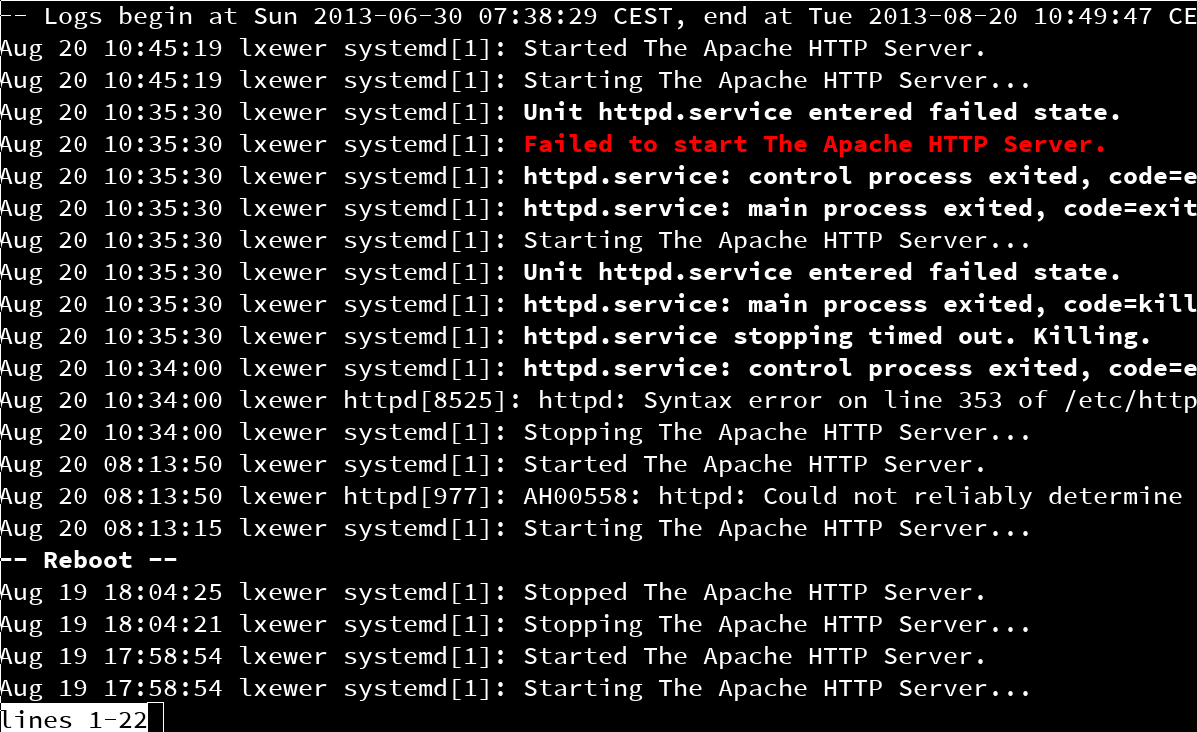 -- Logs begin at Sun 2013-06-30 07:38:29 CEST, end at Tue 2013-08-20 10:49:47 CE
Aug 20 10:45:19 lxewer systemd[1]: Started The Apache HTTP Server.
Aug 20 10:45:19 lxewer systemd[1]: Starting The Apache HTTP Server...
Aug 20 10:35:30 lxewer systemd[1]: Unit httpd.service entered failed state.
Aug 20 10:35:30 lxewer systemd[1]: Failed to start The Apache HTTP Server.
Aug 20 10:35:30 lxewer systemd[1]: httpd.service: control process exited, code=e
Aug 20 10:35:30 lxewer systemd[1]: httpd.service: main process exited, code=exit
Aug 20 10:35:30 lxewer systemd[1]: Starting The Apache HTTP Server...
Aug 20 10:35:30 lxewer systemd[1]: Unit httpd.service entered failed state.
Aug 20 10:35:30 lxewer systemd[1]: httpd.service: main process exited, code=kill
Aug 20 10:35:30 lxewer systemd[1]: httpd.service stopping timed out. Killing.
Aug 20 10:34:00 lxewer systemd[1]: httpd.service: control process exited, code=e
Aug 20 10:34:00 lxewer httpd[8525]: httpd: Syntax error on line 353 of /etc/http
Aug 20 10:34:00 lxewer systemd[1]: Stopping The Apache HTTP Server...
Aug 20 08:13:50 lxewer systemd[1]: Started The Apache HTTP Server.
Aug 20 08:13:50 lxewer httpd[977]: AH00558: httpd: Could not reliably determine
Aug 20 08:13:15 lxewer systemd[1]: Starting The Apache HTTP Server...
-- Reboot --
Aug 19 18:04:25 lxewer systemd[1]: Stopped The Apache HTTP Server.
Aug 19 18:04:21 lxewer systemd[1]: Stopping The Apache HTTP Server...
Aug 19 17:58:54 lxewer systemd[1]: Started The Apache HTTP Server.
Aug 19 17:58:54 lxewer systemd[1]: Starting The Apache HTTP Server...
lines 1-22